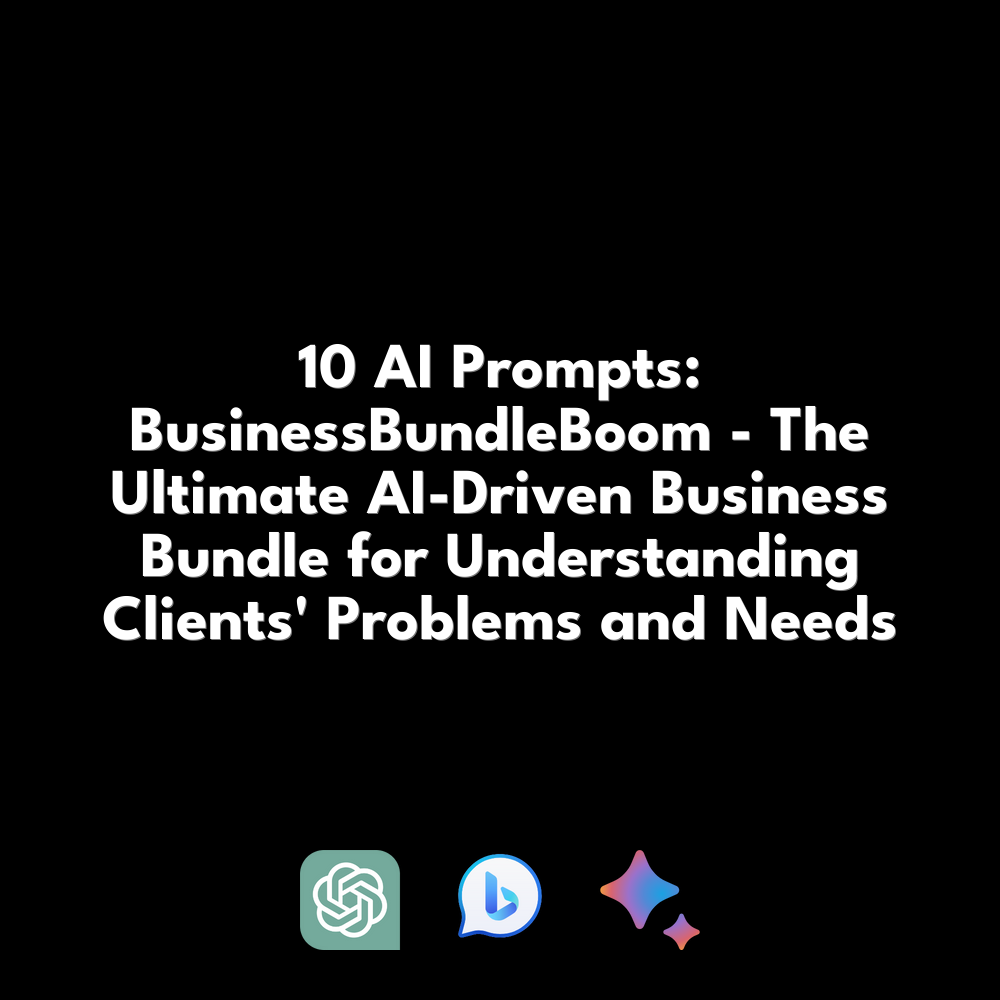 10 AI Prompts:
BusinessBundleBoom - The
Ultimate AI-Driven Business
Bundle for Understanding
Clients' Problems and Needs